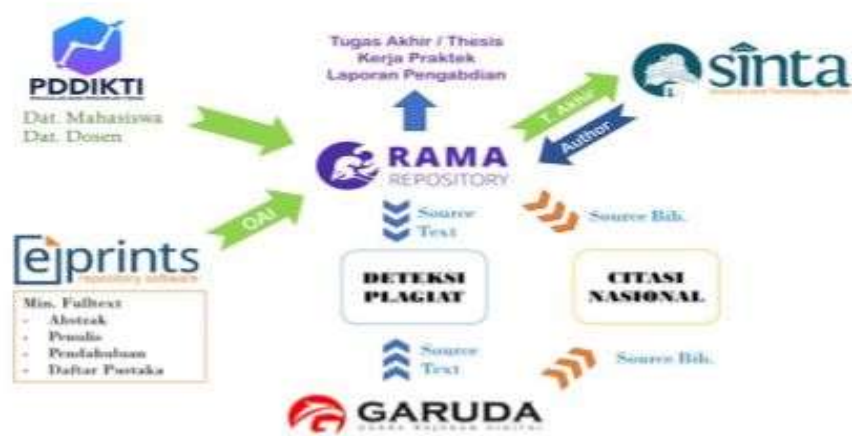 Tugas Akhir / Thesis
Kerja Praktek
Laporan Pengabdian
PDDIKTI
Dat. Mahasiswa
Dat. Dosen
sinta
T. Akhir
Author
RAMA
REPOSITORY
OAI
Source
Text
Source Bib.
eprints
repository software
Min. Fulltext
- Abstrak
- Penulis
- Pendahuluan
- Daftar Pustaka
DETEKSI
PLAGIAT
CITASI
NASIONAL
Source
Text
Source Bib.
GARUDA